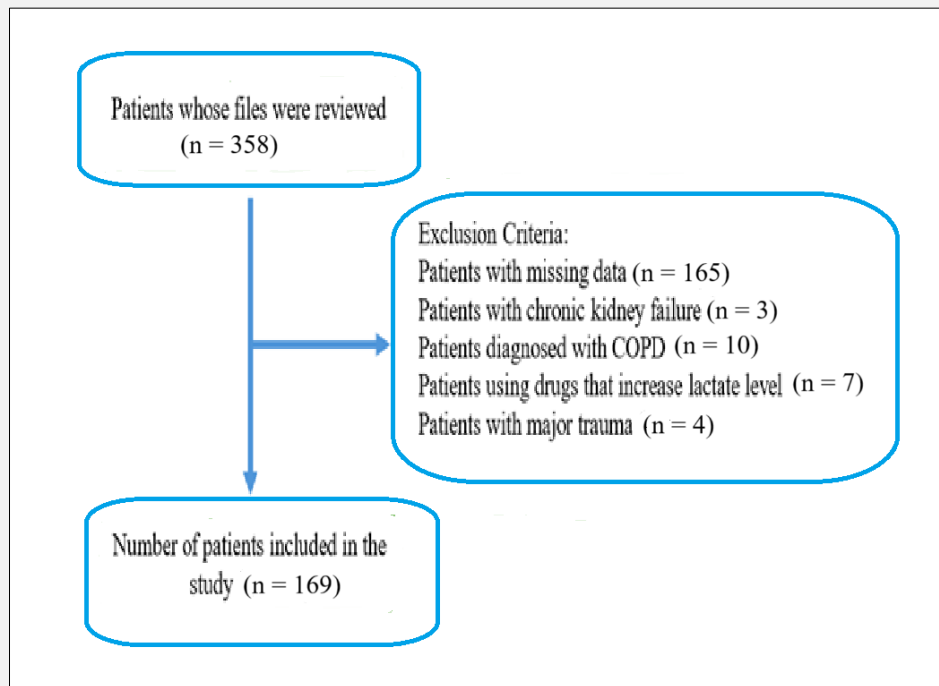 Patients whose files were reviewed
(n = 358)
Exclusion Criteria:
Patients with missing data (n = 165)
Patients with chronic kidney failure (n = 3)
Patients diagnosed with COPD (n = 10)
Patients using drugs that increase lactate level (n = 7)
Patients with major trauma (n = 4)
Number of patients included in the
study (n = 169)